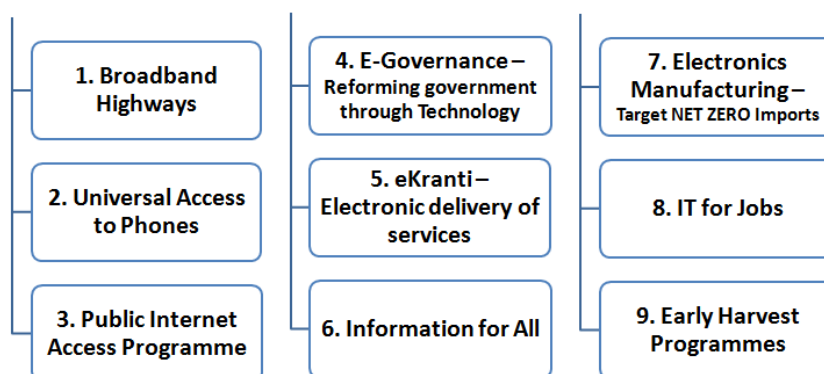 1. Broadband
Highways
2. Universal Access
to Phones
3. Public Internet
Access Programme
4. E-Governance –
Reforming government
through Technology
5. eKranti –
Electronic delivery of
services
6. Information for All
7. Electronics
Manufacturing –
Target NET ZERO Imports
8. IT for Jobs
9. Early Harvest
Programmes